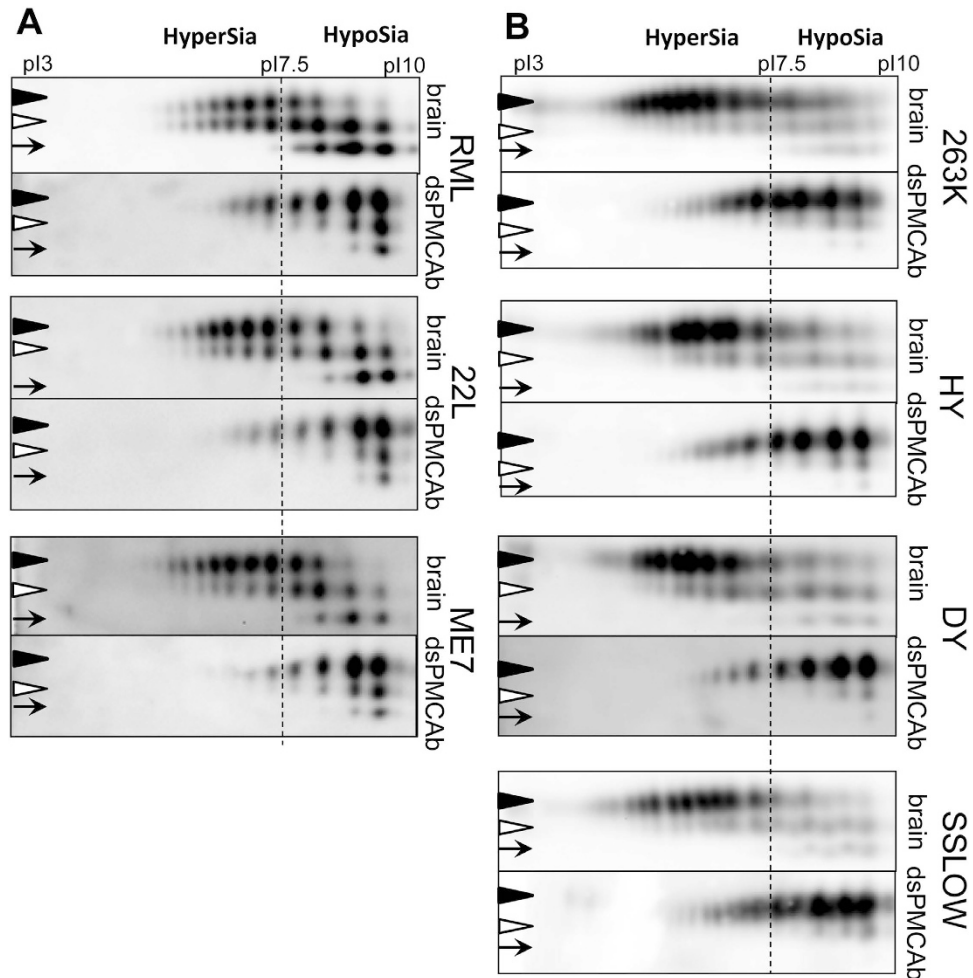 A
HyperSia HypoSia
pI3 pI7.5 pI10
brain
dsPMCAb
RML
brain
dsPMCAb
22L
brain
dsPMCAb
ME7
B
HyperSia HypoSia
pI3 pI7.5 pI10
brain
dsPMCAb
263K
brain
dsPMCAb
HY
brain
dsPMCAb
DY
brain
dsPMCAb
SSLOW